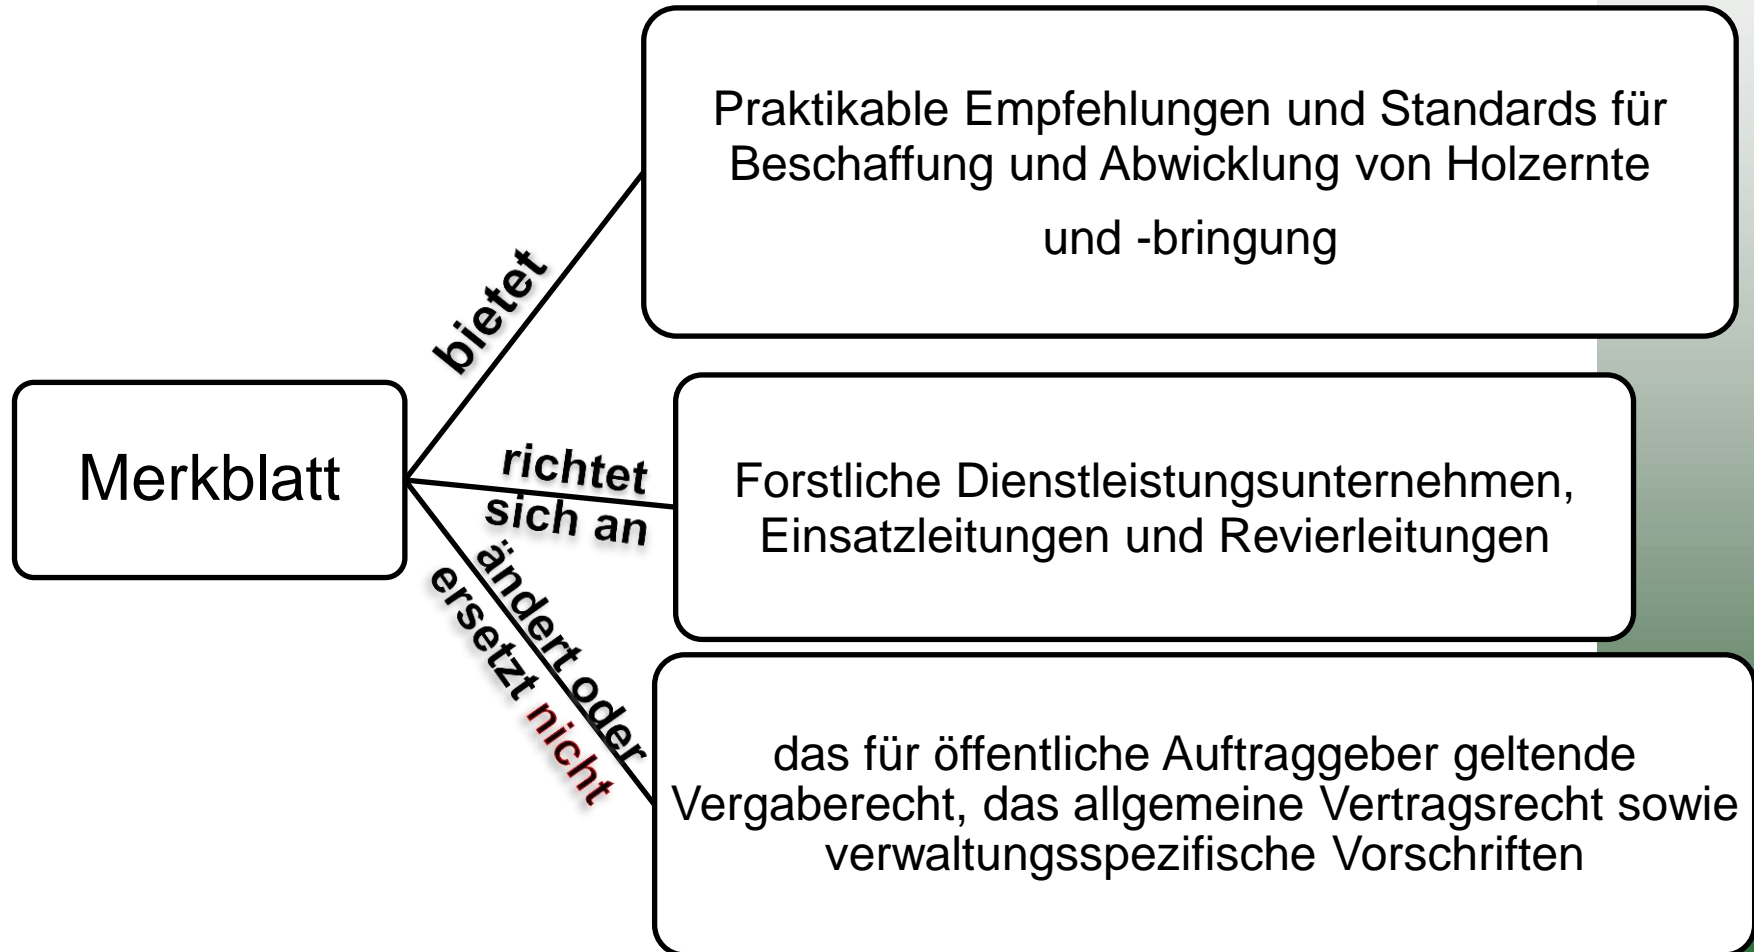 Merkblatt
bietet
Praktikable Empfehlungen und Standards für
Beschaffung und Abwicklung von Holzernte
und -bringung
richtet
sich an
Forstliche Dienstleistungsunternehmen,
Einsatzleitungen und Revierleitungen
ändert oder
ersetzt nicht
das für öffentliche Auftraggeber geltende
Vergaberecht, das allgemeine Vertragsrecht sowie
verwaltungsspezifische Vorschriften